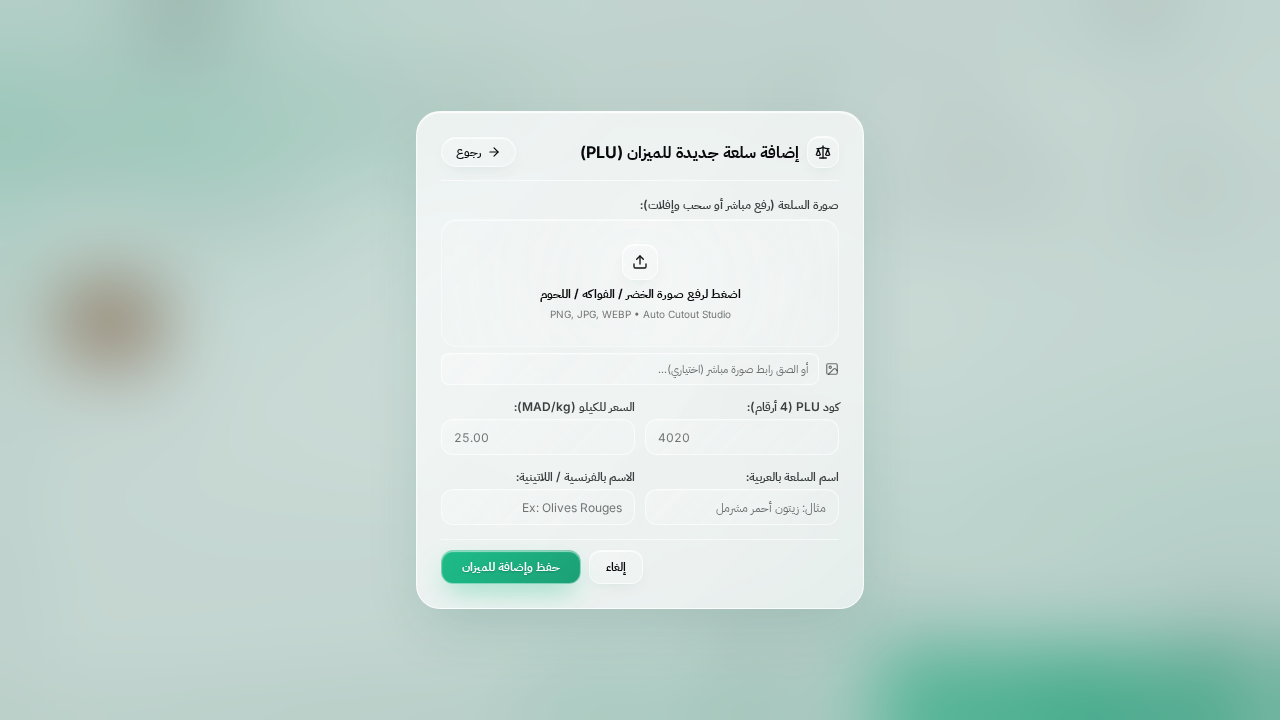 إضافة سلعة جديدة للميزان (PLU)
رجوع
صورة السلعة (رفع مباشر أو سحب وإفلات):
اضغط لرفع صورة الخضر / الفواكه / اللحوم
PNG, JPG, WEBP • Auto Cutout Studio
أو الصق رابط صورة مباشر (اختياري)...
كود PLU (4 أرقام):
السعر للكيلو (MAD/kg):
4020
25.00
اسم السلعة بالعربية:
الاسم بالفرنسية / اللاتينية:
مثال: زيتون أحمر مشرمل
Ex: Olives Rouges
إلغاء
حفظ وإضافة للميزان